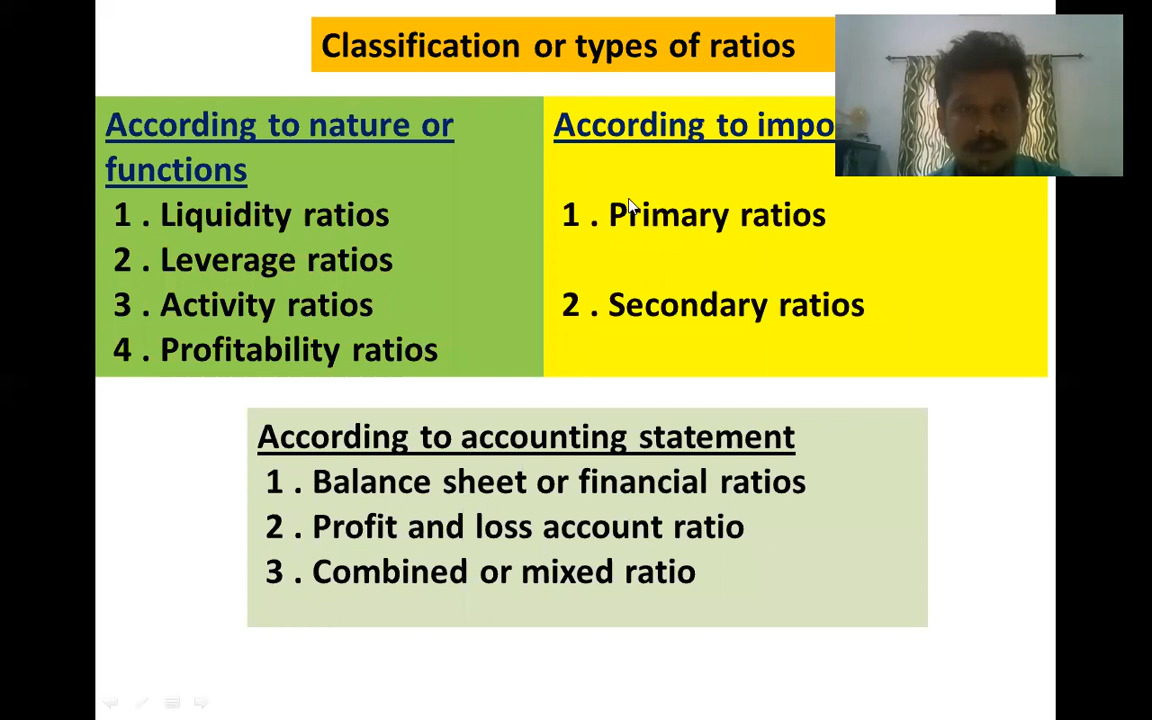 Classification or types of ratios
According to nature or
functions
1 . Liquidity ratios
2 . Leverage ratios
3 . Activity ratios
4 . Profitability ratios
According to impo
1 . Primary ratios
2 . Secondary ratios
According to accounting statement
1 . Balance sheet or financial ratios
2 . Profit and loss account ratio
3 . Combined or mixed ratio